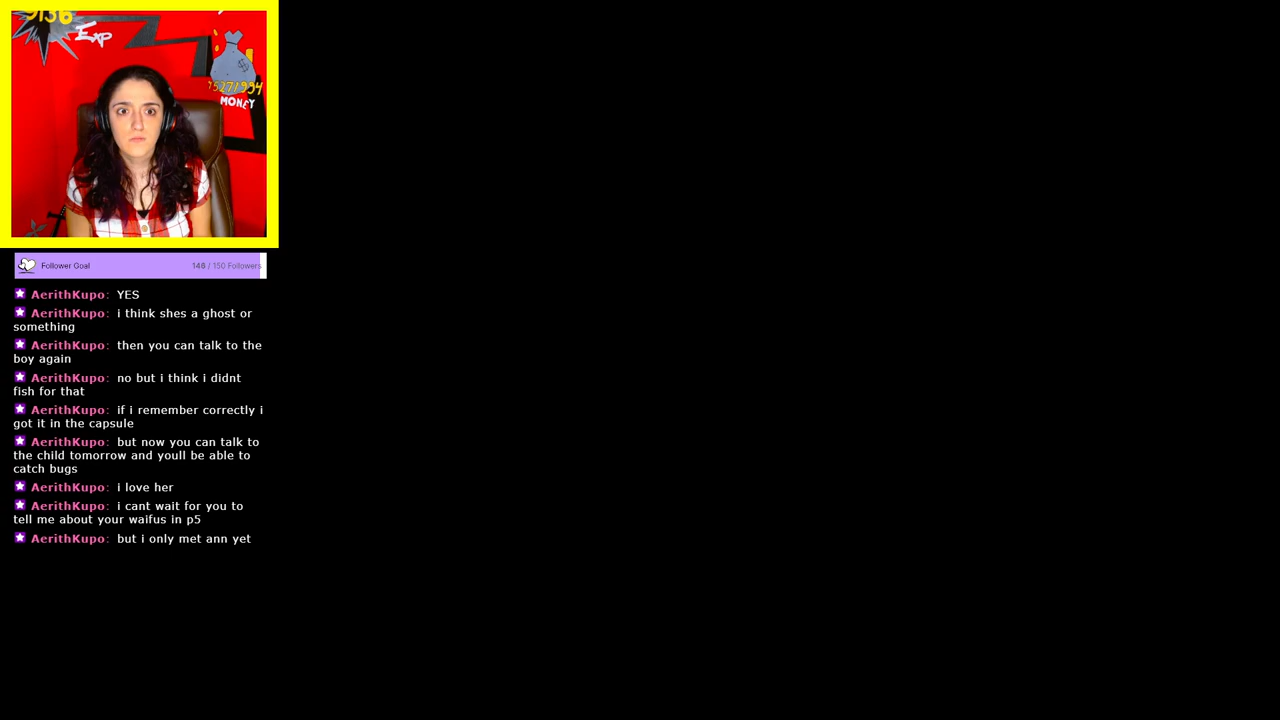 9136
EXP
MONEY
Follower Goal
146 / 150 Followers
AerithKupo: YES
AerithKupo: i think shes a ghost or
something
AerithKupo: then you can talk to the
boy again
AerithKupo: no but i think i didnt
fish for that
AerithKupo: if i remember correctly i
got it in the capsule
AerithKupo: but now you can talk to
the child tomorrow and youll be able to
catch bugs
AerithKupo: i love her
AerithKupo: i cant wait for you to
tell me about your waifus in p5
AerithKupo: but i only met ann yet